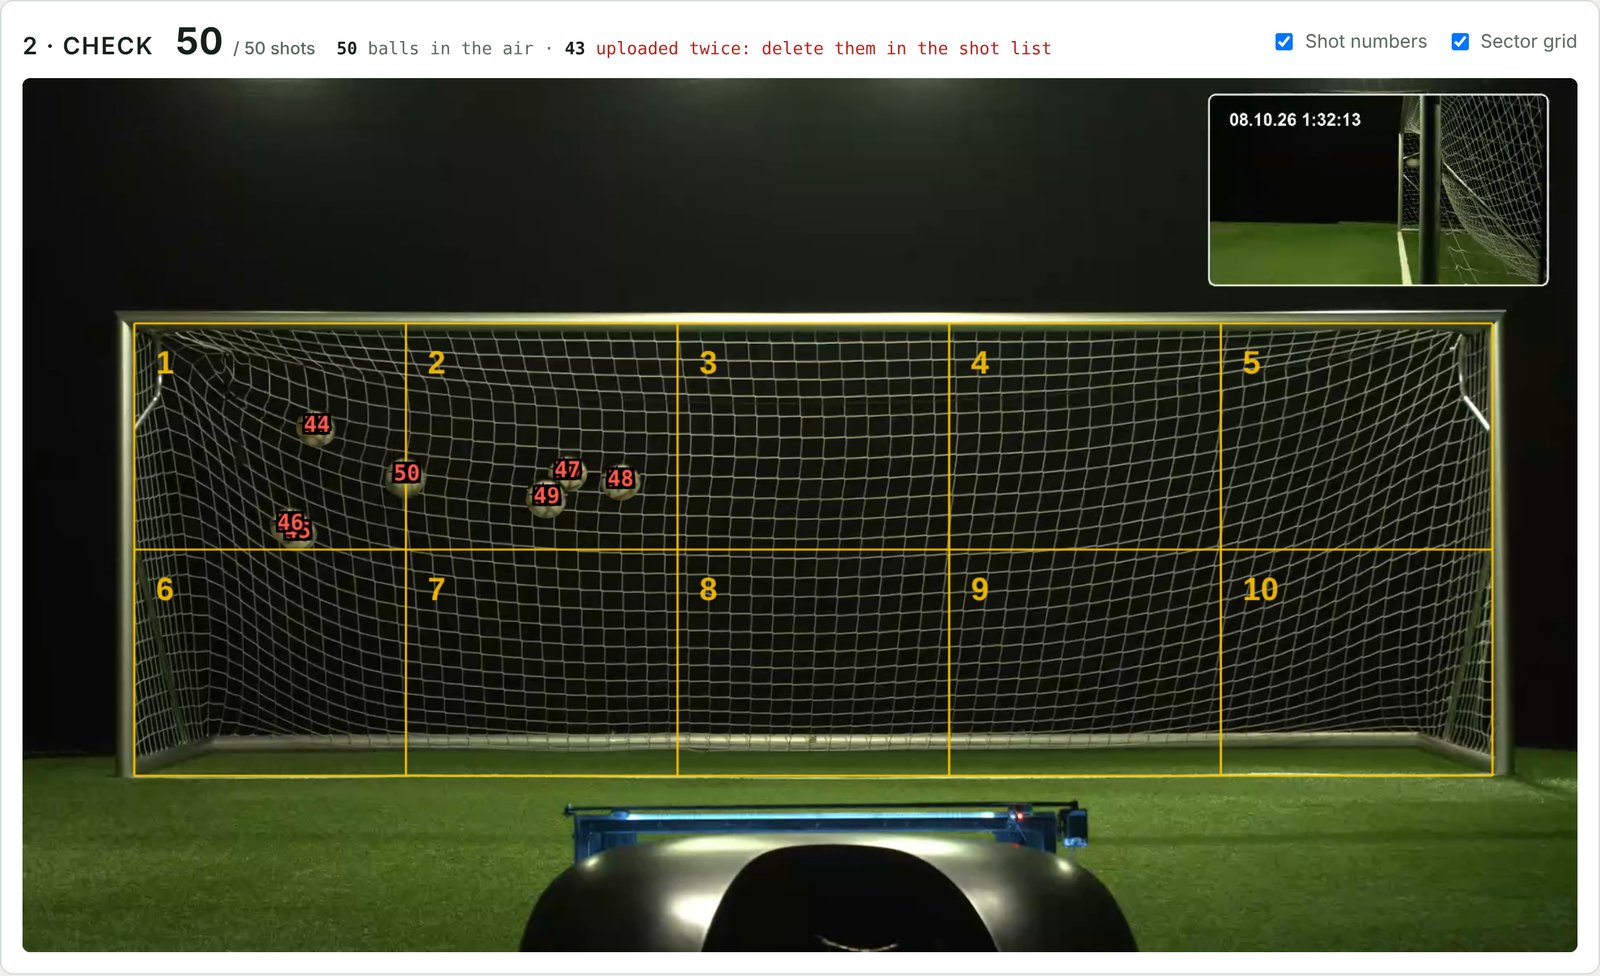 2 · CHECK 50 / 50 shots 50 balls in the air · 43 uploaded twice: delete them in the shot list
Shot numbers Sector grid
08.10.26 1:32:13
1 2 3 4 5
44
50 47 48
49
46 45
6 7 8 9 10